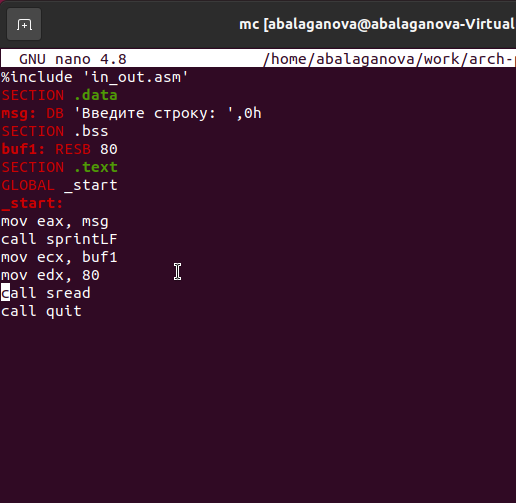 mc [abalaganova@abalaganova-Virtual
GNU nano 4.8 /home/abalaganova/work/arch-
%include 'in_out.asm'
SECTION .data
msg: DB 'Введите строку: ',0h
SECTION .bss
buf1: RESB 80
SECTION .text
GLOBAL _start
_start:
mov eax, msg
call sprintLF
mov ecx, buf1
mov edx, 80
call sread
call quit